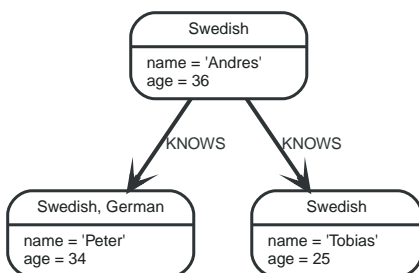 Swedish
name = 'Andres'
age = 36
KNOWS
KNOWS
Swedish, German
name = 'Peter'
age = 34
Swedish
name = 'Tobias'
age = 25